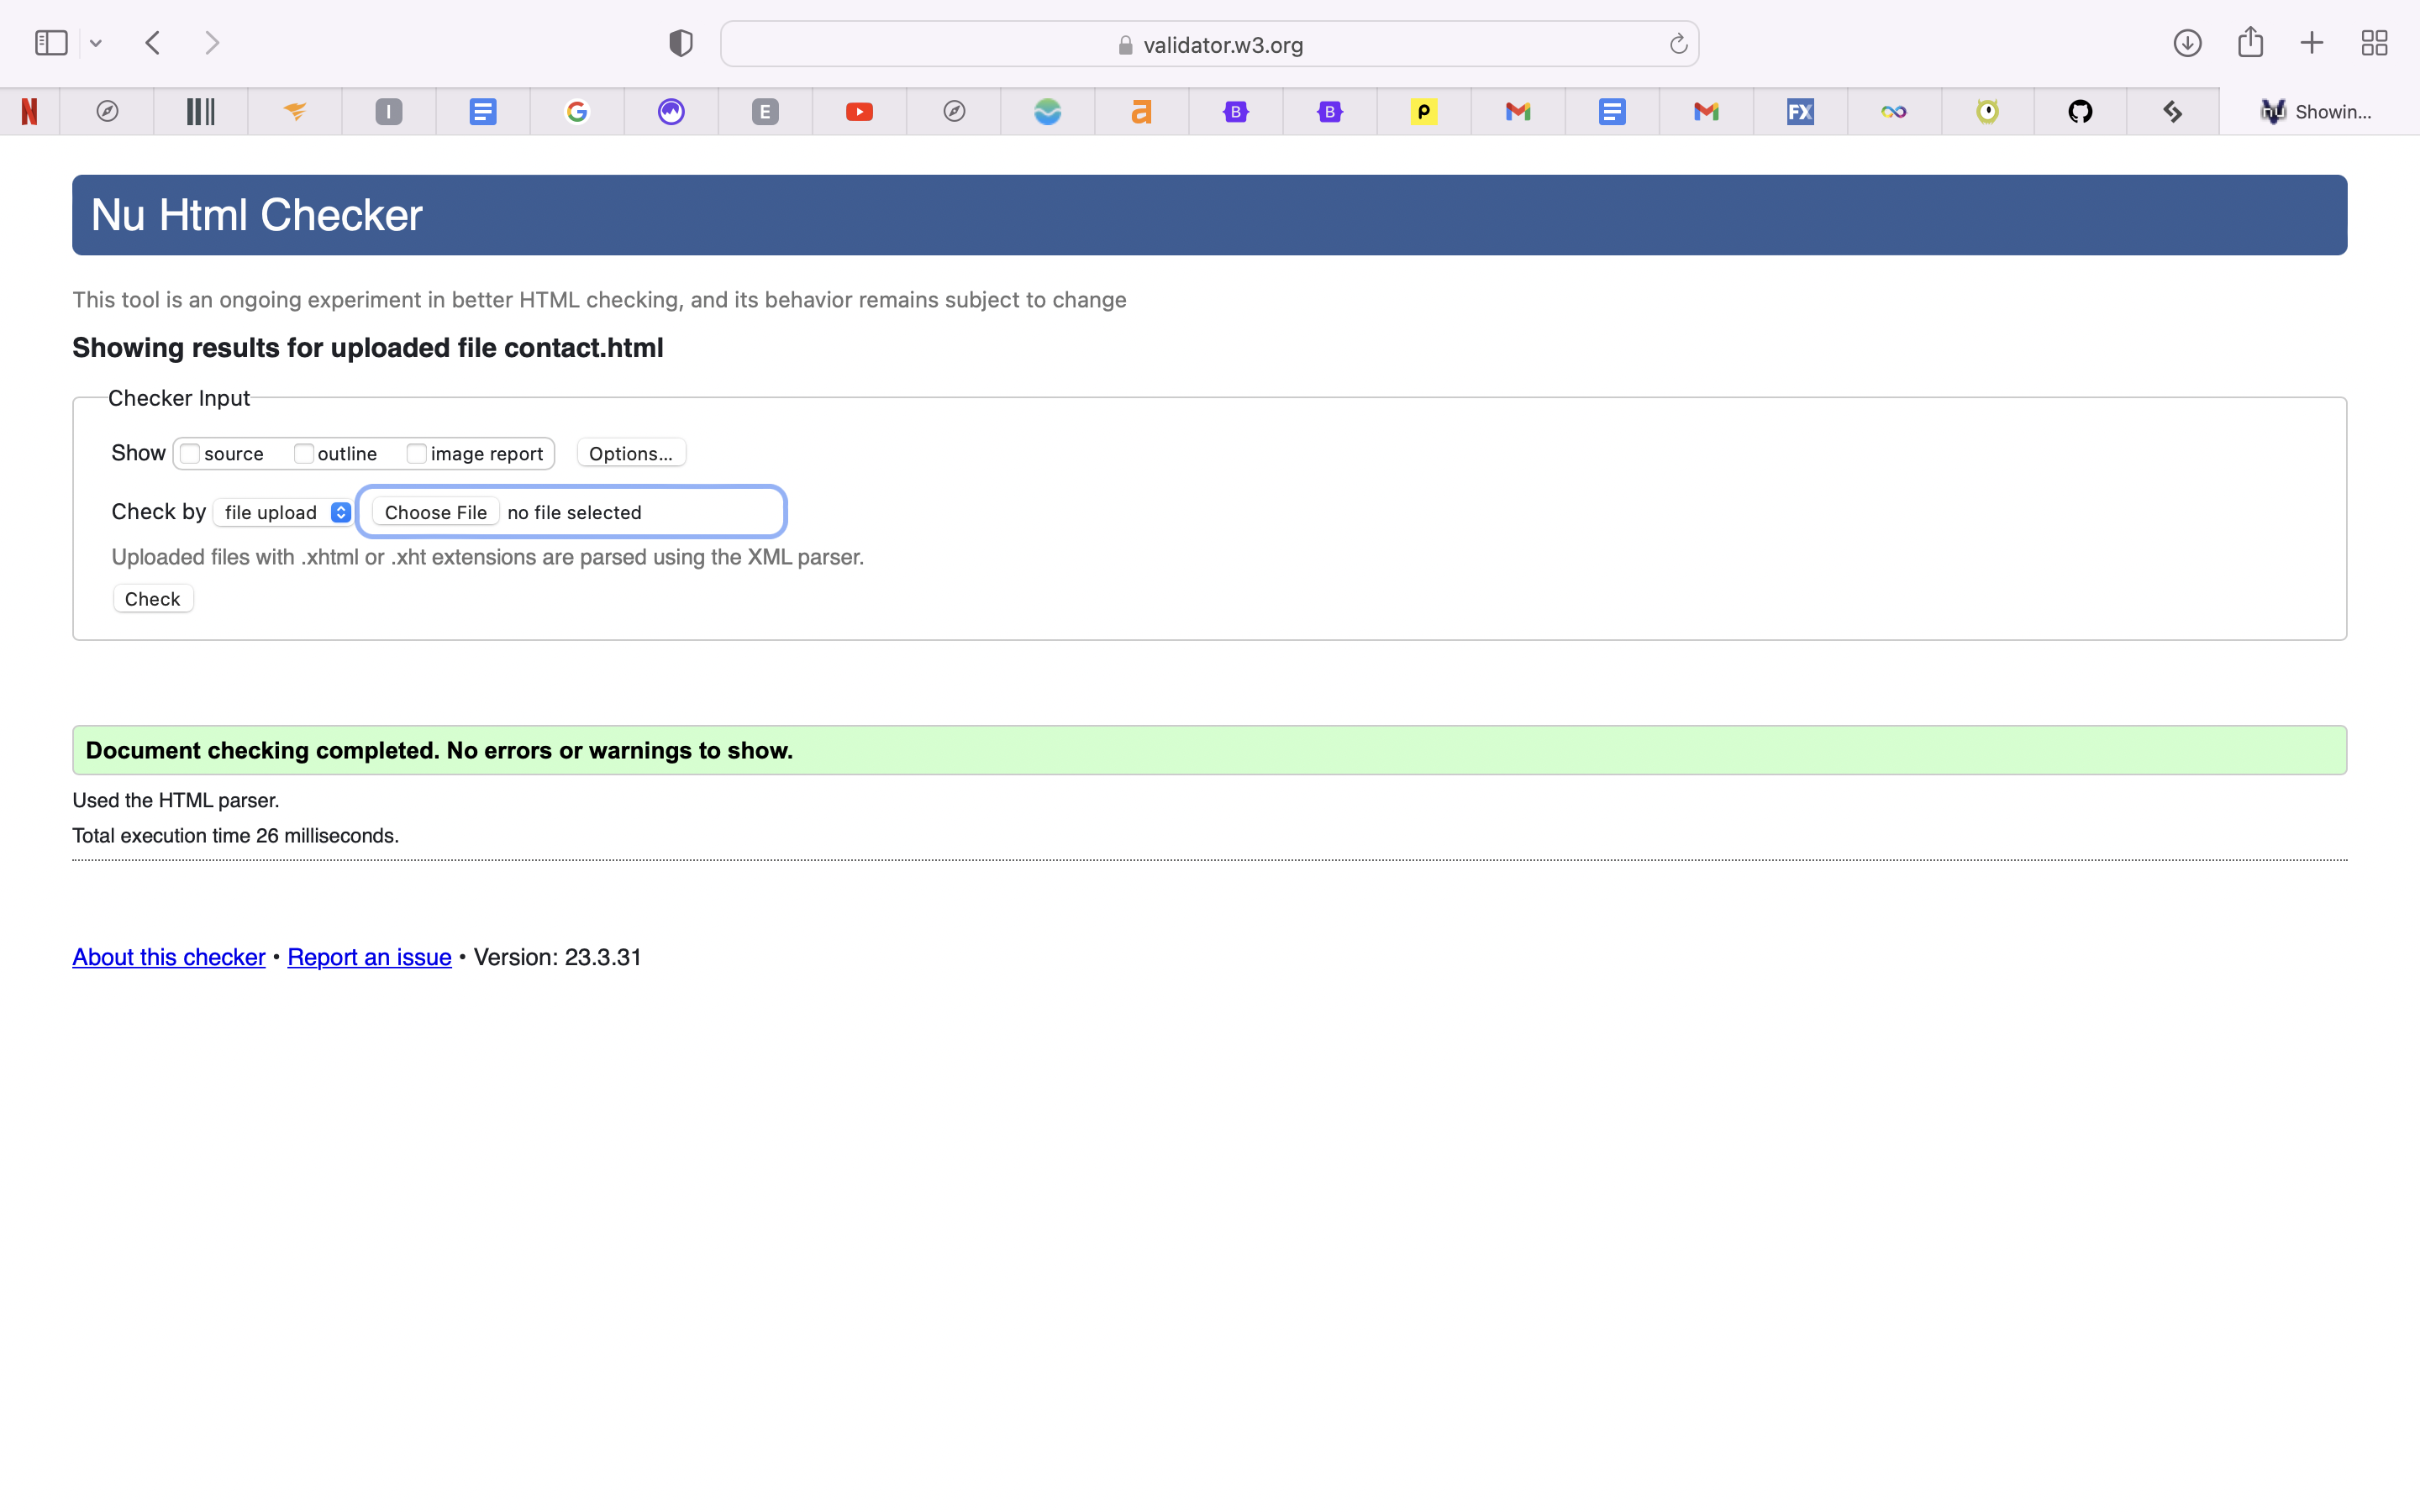 validator.w3.org
N
I
G
E
a
B
B
P
FX
nu Showin...
Nu Html Checker
This tool is an ongoing experiment in better HTML checking, and its behavior remains subject to change
Showing results for uploaded file contact.html
Checker Input
Show source outline image report Options...
Check by file upload Choose File no file selected
Uploaded files with .xhtml or .xht extensions are parsed using the XML parser.
Check
Document checking completed. No errors or warnings to show.
Used the HTML parser.
Total execution time 26 milliseconds.
About this checker • Report an issue • Version: 23.3.31